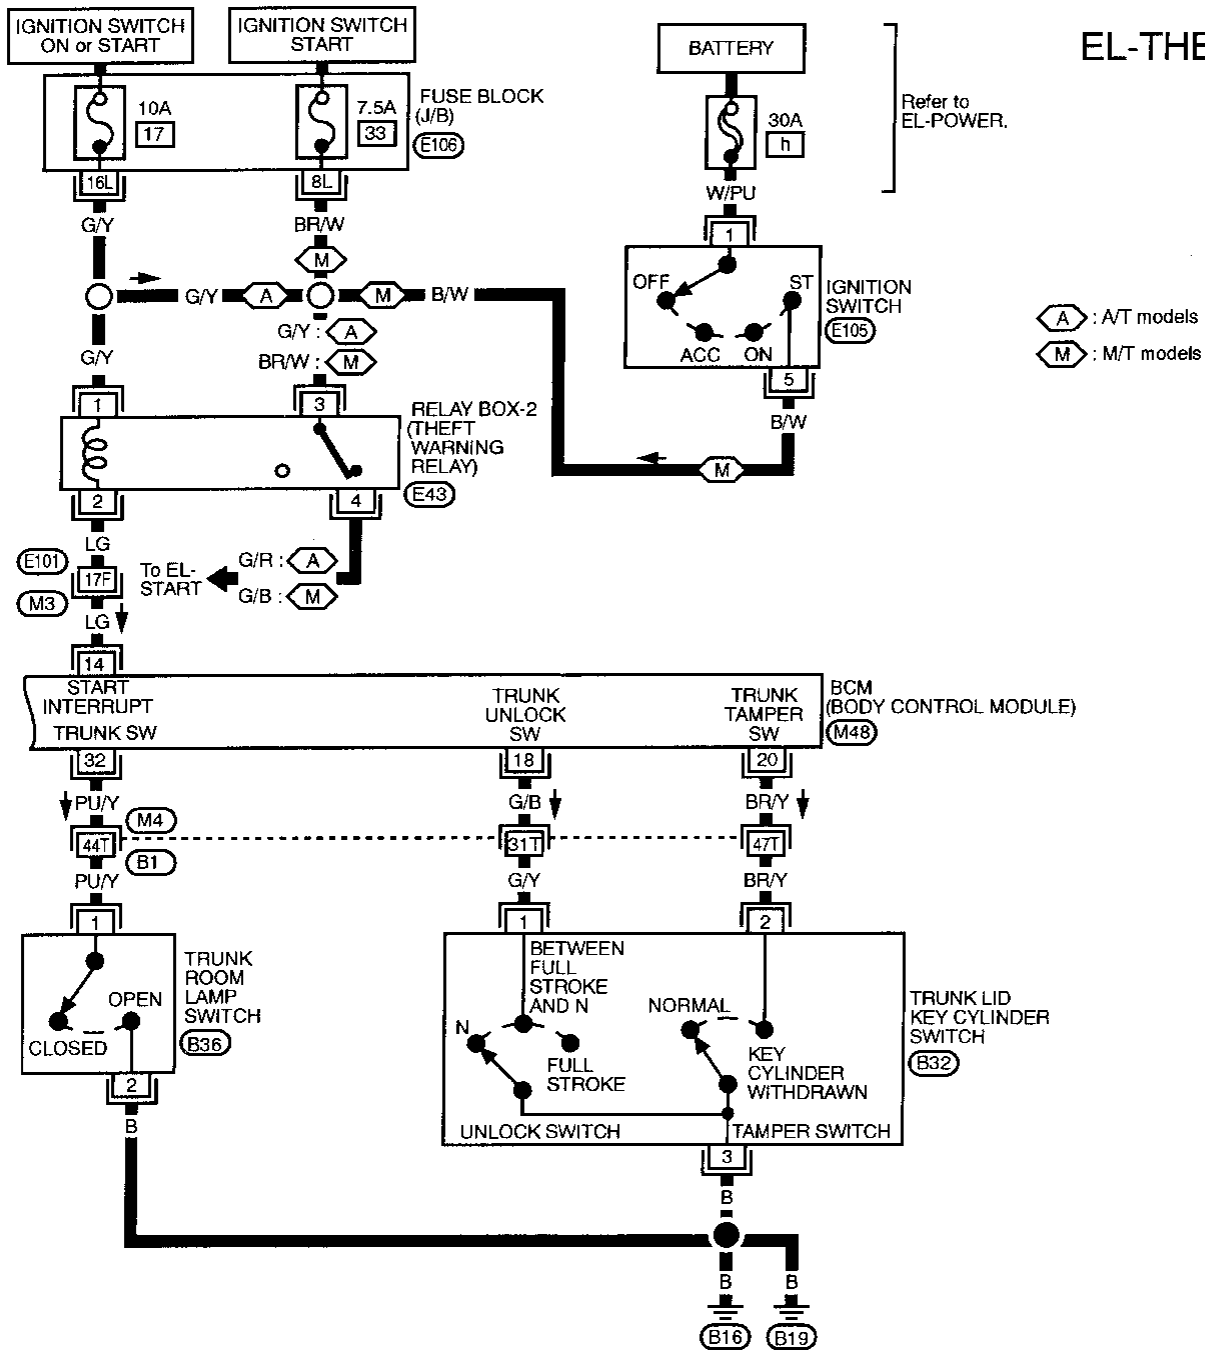 IGNITION SWITCH
ON or START
IGNITION SWITCH
START
BATTERY
EL-THE
10A
17
7.5A
33
FUSE BLOCK
(J/B)
E106
30A
h
Refer to
EL-POWER.
16L
8L
G/Y
BR/W
W/PU
M
1
G/Y
A
M
B/W
OFF
ST
ACC
ON
IGNITION
SWITCH
E105
A : A/T models
M : M/T models
G/Y : A
BR/W : M
G/Y
5
B/W
1
3
RELAY BOX-2
(THEFT
WARNING
RELAY)
E43
M
2
4
LG
E101
17F
M3
To EL-
START
G/R : A
G/B : M
LG
14
START
INTERRUPT
TRUNK SW
TRUNK
UNLOCK
SW
TRUNK
TAMPER
SW
BCM
(BODY CONTROL MODULE)
M48
32
18
20
PU/Y
G/B
BR/Y
M4
44T
31T
47T
B1
PU/Y
G/Y
BR/Y
1
1
2
TRUNK
ROOM
LAMP
SWITCH
B36
OPEN
CLOSED
BETWEEN
FULL
STROKE
AND N
N
FULL
STROKE
NORMAL
KEY
CYLINDER
WITHDRAWN
UNLOCK SWITCH
TAMPER SWITCH
TRUNK LID
KEY CYLINDER
SWITCH
B32
2
3
B
B
B
B
B16
B19